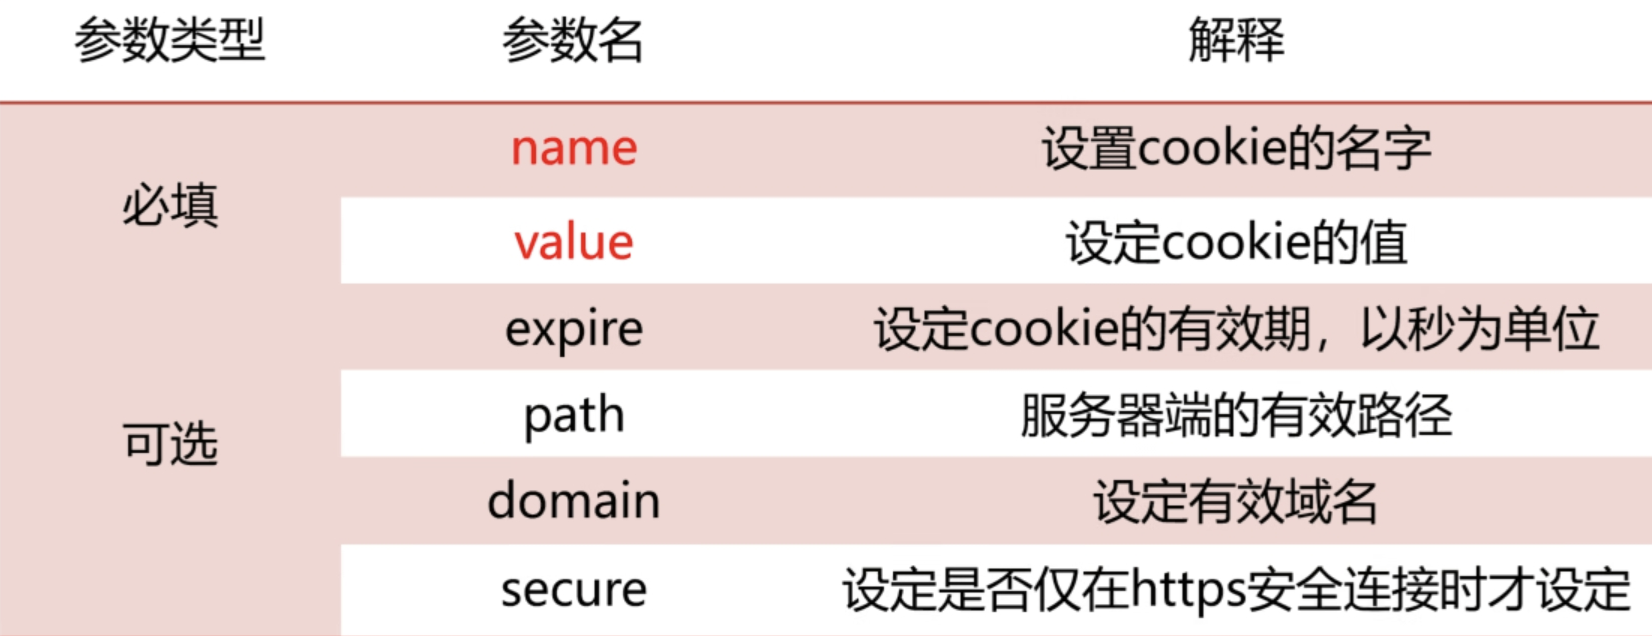 参数类型 参数名 解释
必填 name 设置cookie的名字
value 设定cookie的值
可选 expire 设定cookie的有效期，以秒为单位
path 服务器端的有效路径
domain 设定有效域名
secure 设定是否仅在https安全连接时才设定